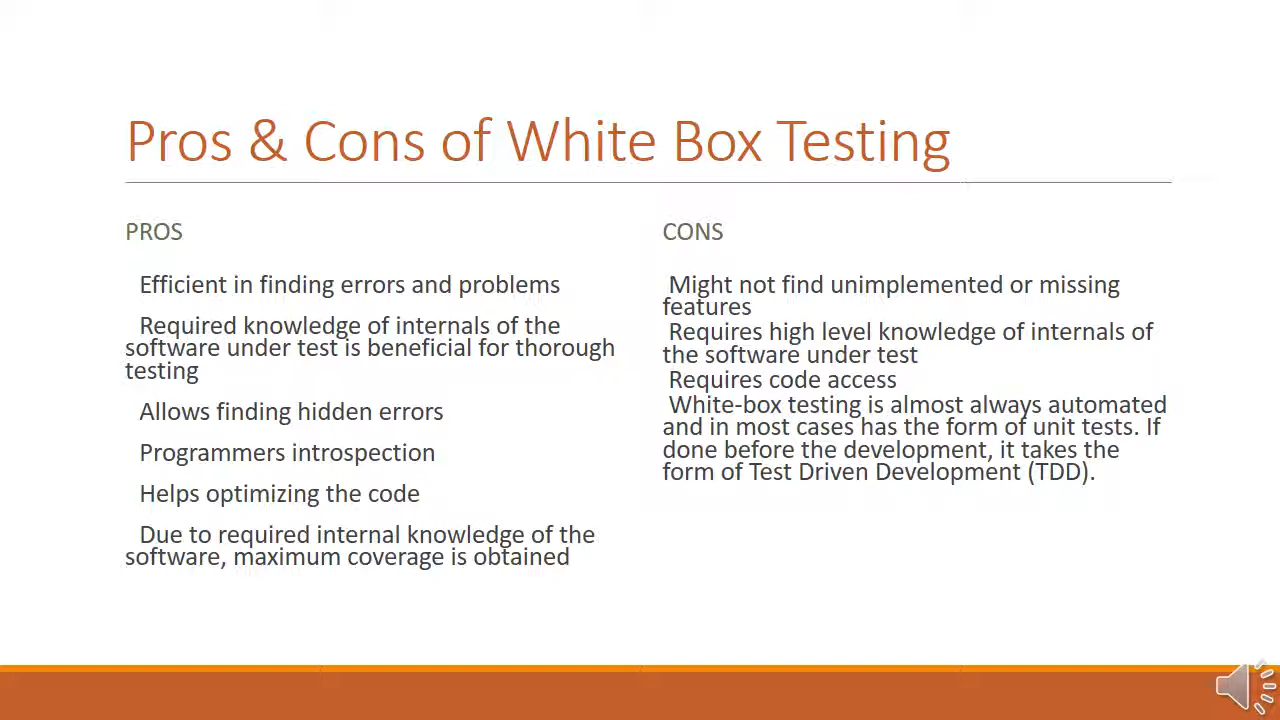 Pros & Cons of White Box Testing
PROS
Efficient in finding errors and problems
Required knowledge of internals of the
software under test is beneficial for thorough
testing
Allows finding hidden errors
Programmers introspection
Helps optimizing the code
Due to required internal knowledge of the
software, maximum coverage is obtained
CONS
Might not find unimplemented or missing
features
Requires high level knowledge of internals of
the software under test
Requires code access
White-box testing is almost always automated
and in most cases has the form of unit tests. If
done before the development, it takes the
form of Test Driven Development (TDD).